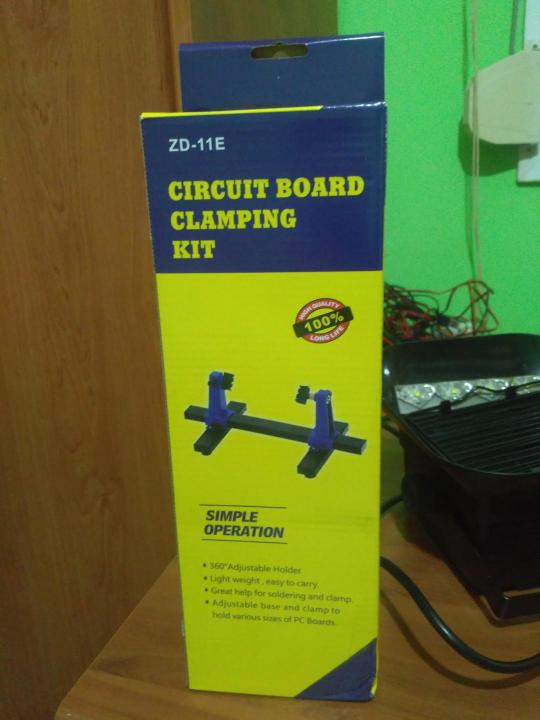 ZD-11E
CIRCUIT BOARD
CLAMPING
KIT
HIGH QUALITY
100%
LONG LIFE
SIMPLE
OPERATION
• 360°Adjustable Holder.
• Light weight , easy to carry.
• Great help for soldering and clamp.
• Adjustable base and clamp to
hold various sizes of PC Boards.